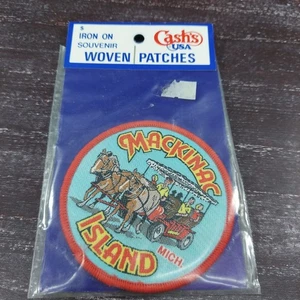 $
IRON ON
SOUVENIR
Cash's
USA
WOVEN PATCHES
MACKINAC
ISLAND
MICH.